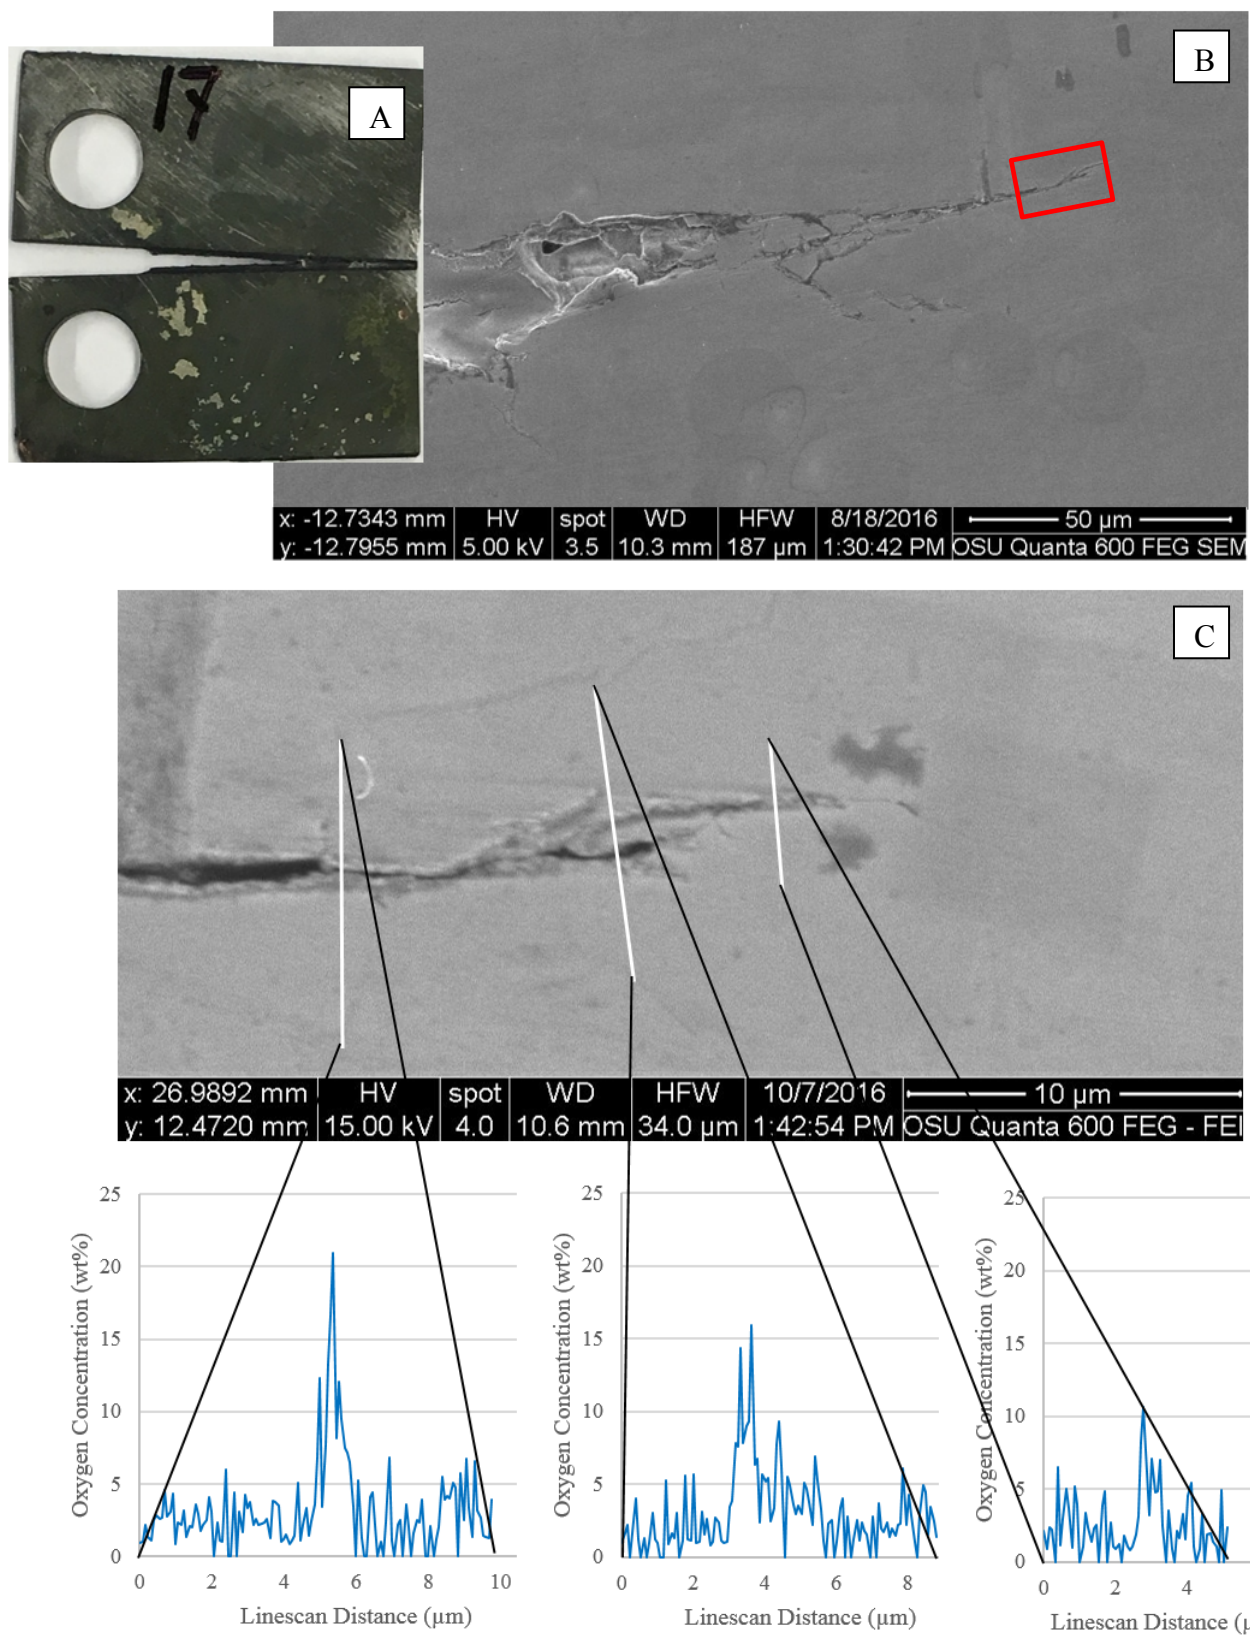 17
A
B
x: -12.7343 mm HV spot WD HFW 8/18/2016 50 µm
y: -12.7955 mm 5.00 kV 3.5 10.3 mm 187 µm 1:30:42 PM OSU Quanta 600 FEG SEM
C
x: 26.9892 mm HV spot WD HFW 10/7/2016 10 µm
y: 12.4720 mm 15.00 kV 4.0 10.6 mm 34.0 µm 1:42:54 PM OSU Quanta 600 FEG - FEI
Oxygen Concentration (wt%)
25
20
15
10
5
0
0 2 4 6 8 10
Linescan Distance (µm)
Oxygen Concentration (wt%)
25
20
15
10
5
0
0 2 4 6 8
Linescan Distance (µm)
Oxygen Concentration (wt%)
25
20
15
10
5
0
0 2 4
Linescan Distance (µ